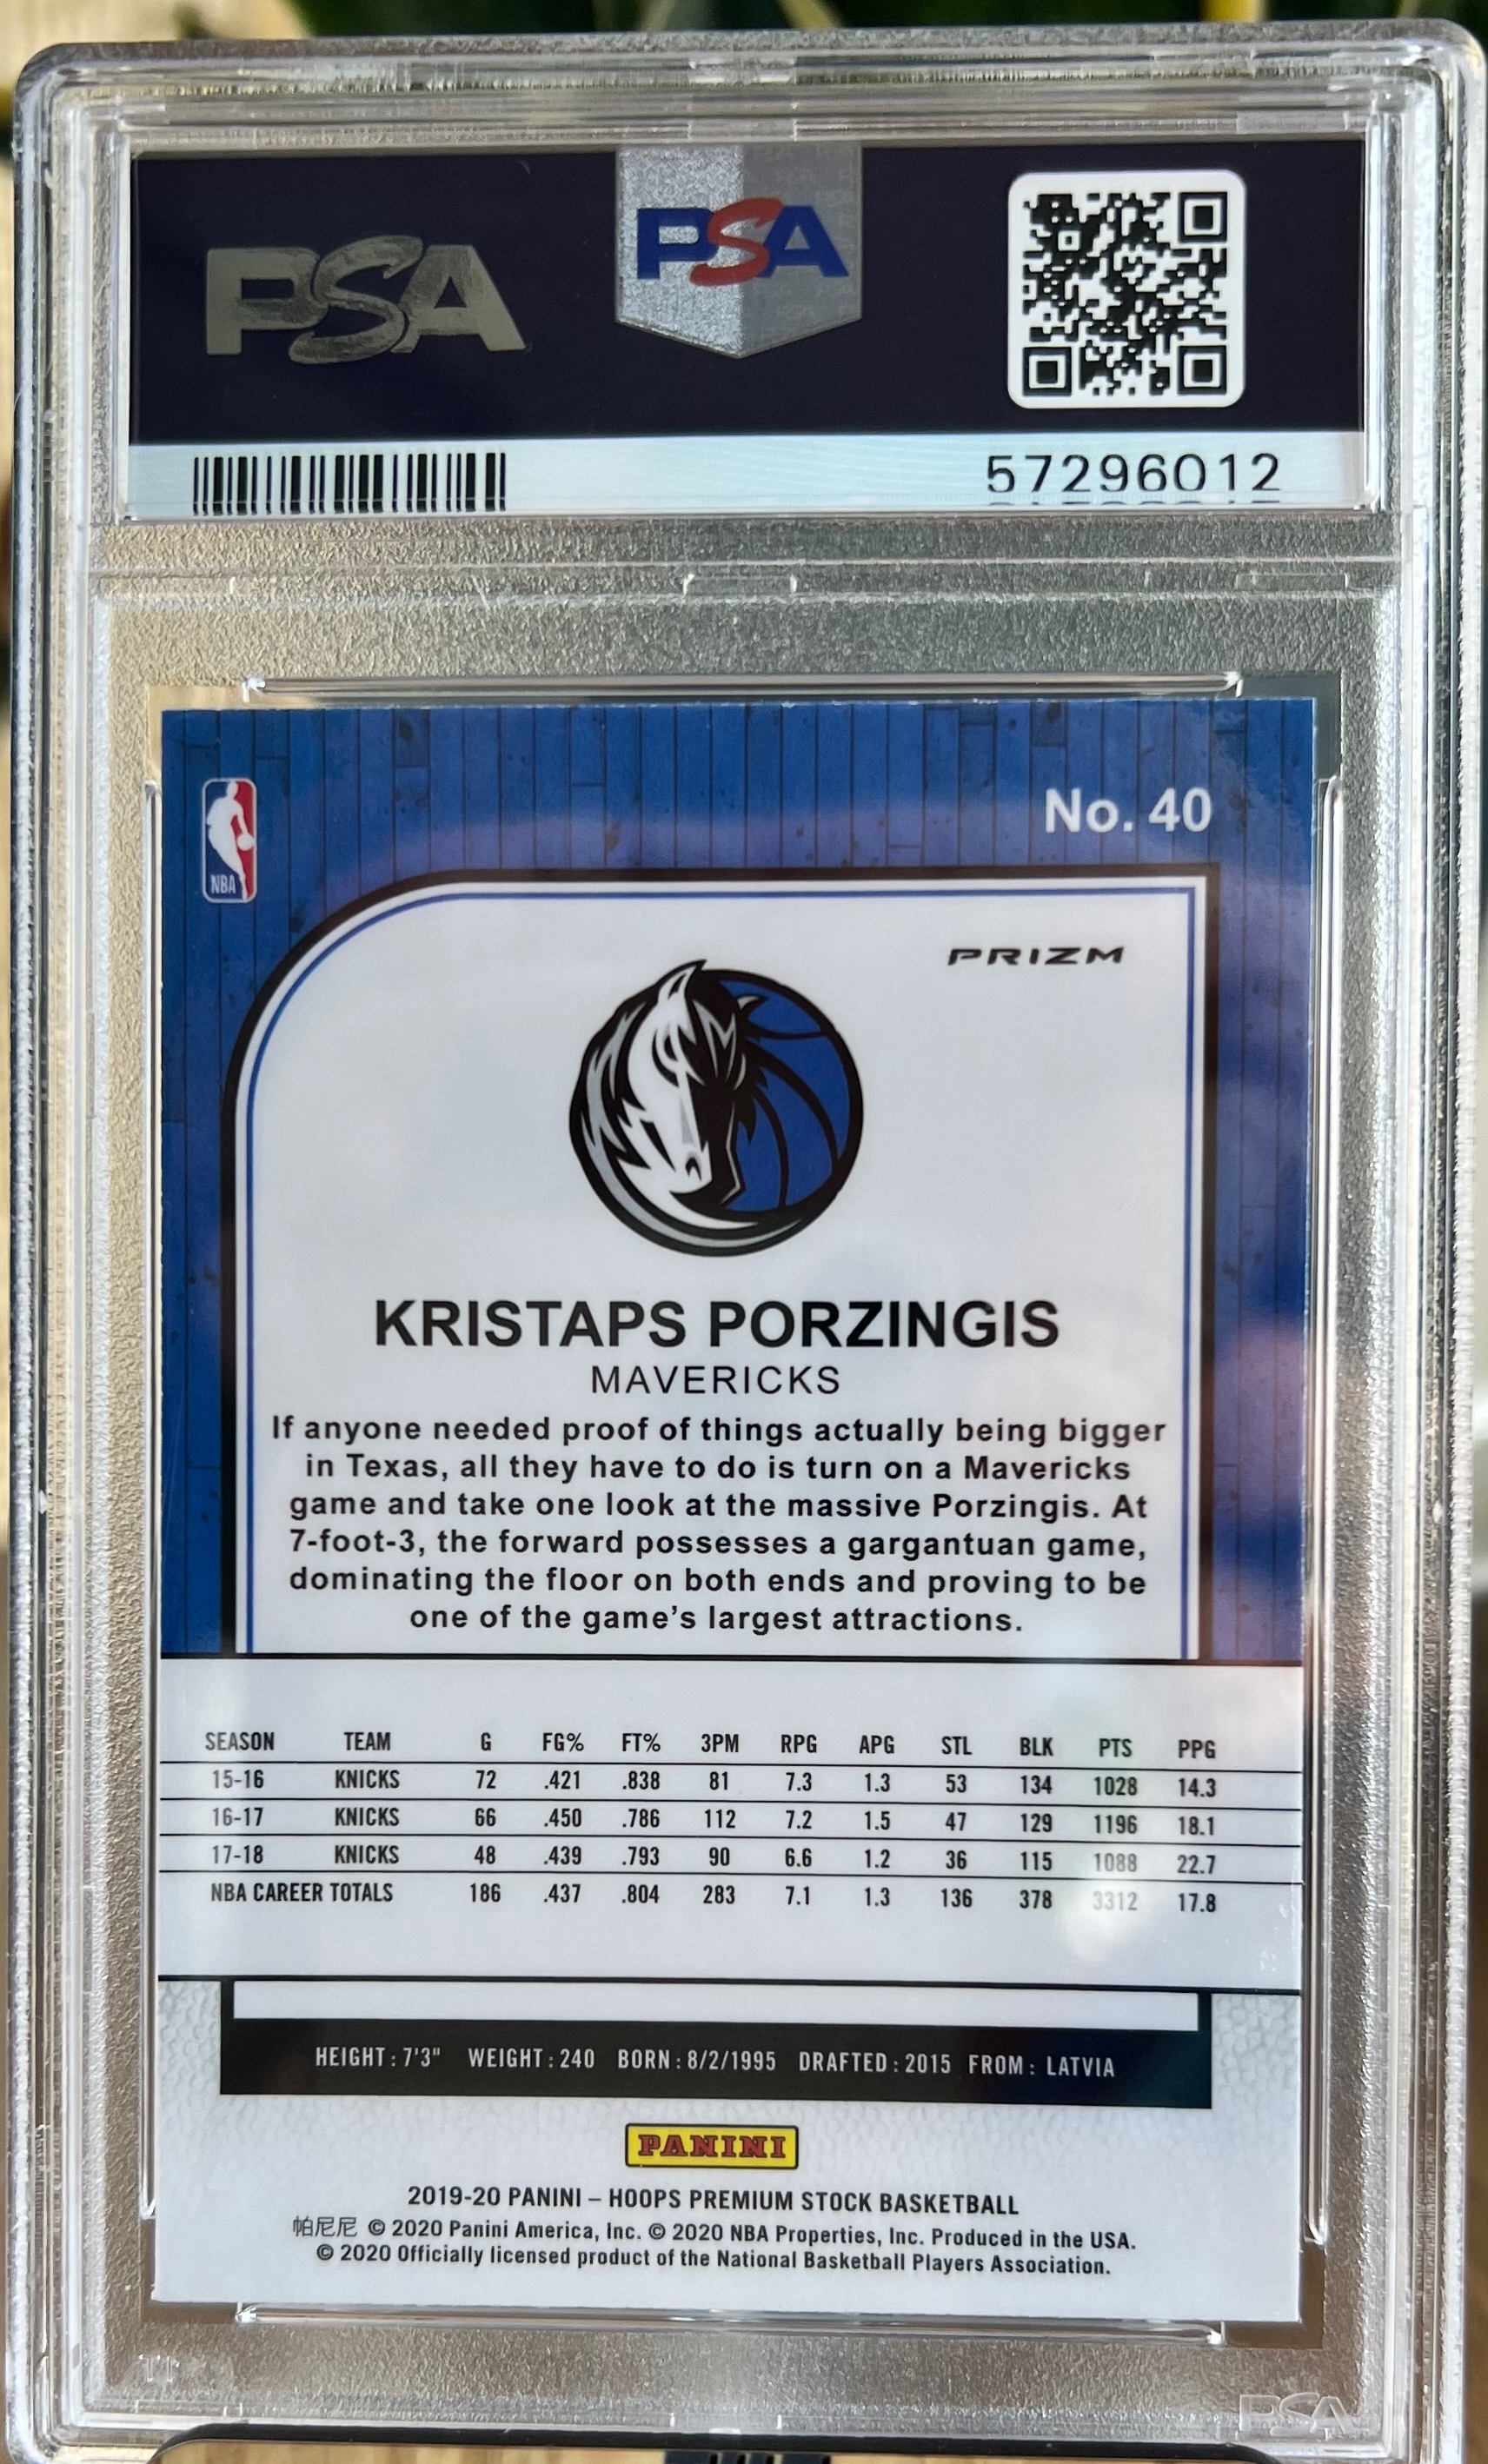 PSA
PSA
57296012
No. 40
NBA
PRIZM
KRISTAPS PORZINGIS
MAVERICKS
If anyone needed proof of things actually being bigger
in Texas, all they have to do is turn on a Mavericks
game and take one look at the massive Porzingis. At
7-foot-3, the forward possesses a gargantuan game,
dominating the floor on both ends and proving to be
one of the game's largest attractions.
SEASON TEAM G FG% FT% 3PM RPG APG STL BLK PTS PPG
15-16 KNICKS 72 .421 .838 81 7.3 1.3 53 134 1028 14.3
16-17 KNICKS 66 .450 .786 112 7.2 1.5 47 129 1196 18.1
17-18 KNICKS 48 .439 .793 90 6.6 1.2 36 115 1088 22.7
NBA CAREER TOTALS 186 .437 .804 283 7.1 1.3 136 378 3312 17.8
HEIGHT: 7'3" WEIGHT: 240 BORN: 8/2/1995 DRAFTED: 2015 FROM: LATVIA
PANINI
2019-20 PANINI – HOOPS PREMIUM STOCK BASKETBALL
帕尼尼 © 2020 Panini America, Inc. © 2020 NBA Properties, Inc. Produced in the USA.
© 2020 Officially licensed product of the National Basketball Players Association.
PSA